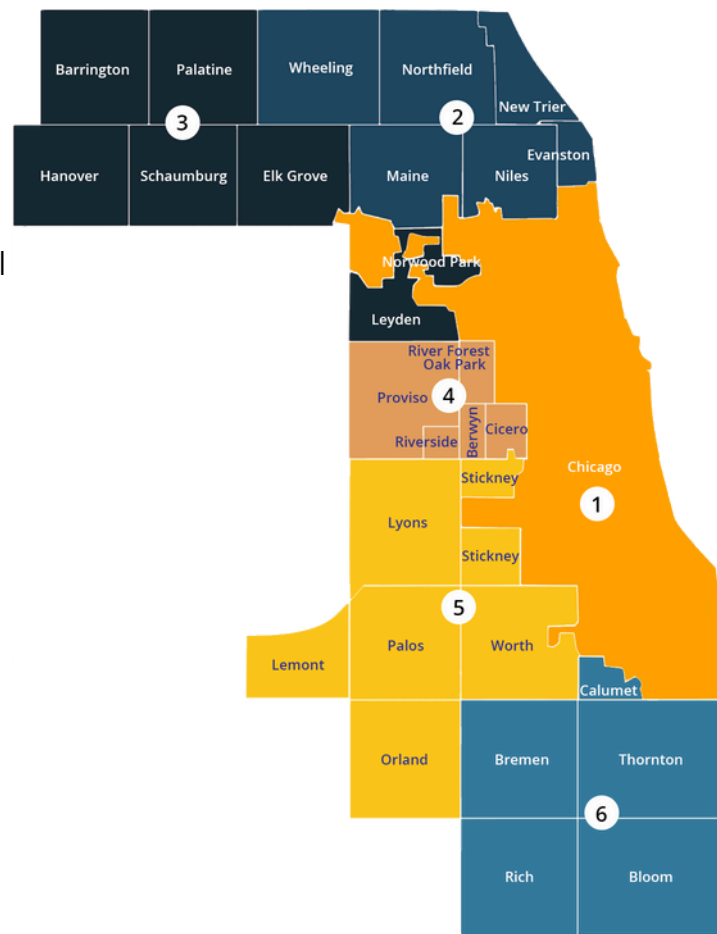 Barrington
Palatine
Wheeling
Northfield
New Trier
3
2
Evanston
Hanover
Schaumburg
Elk Grove
Maine
Niles
l
Norwood Park
Leyden
River Forest
Oak Park
Proviso
4
Riverside
Berwyn
Cicero
Chicago
Stickney
1
Lyons
Stickney
5
Lemont
Palos
Worth
Calumet
Orland
Bremen
Thornton
6
Rich
Bloom